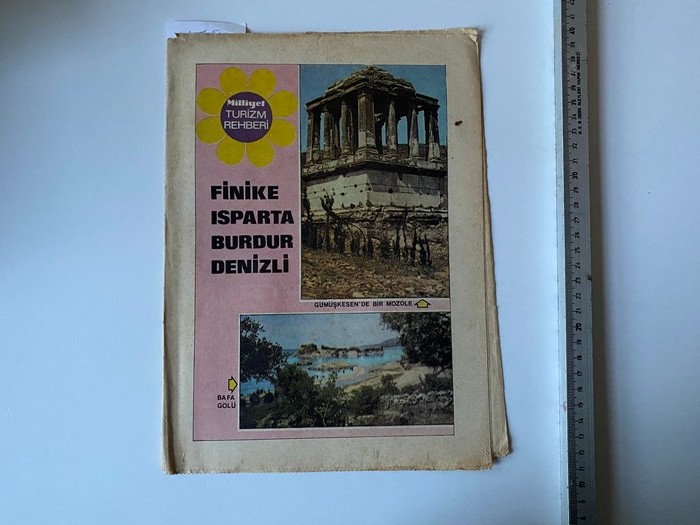 Milliyet
TURİZM
REHBERİ
FİNİKE
ISPARTA
BURDUR
DENİZLİ
GÜMÜŞKESEN'DE BİR MOZOLE
BAFA
GÖLÜ